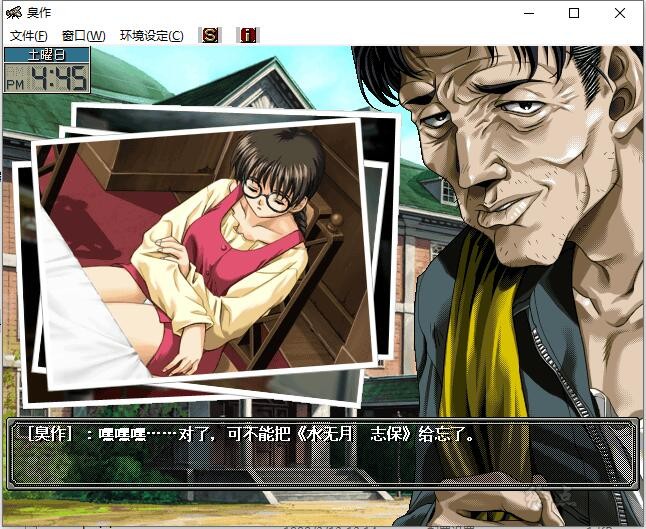 臭作
文件(F) 窗口(W) 环境设定(C) S i
土曜日
PM 4:45
［臭作］：嘿嘿嘿……对了，可不能把《水无月　志保》给忘了。